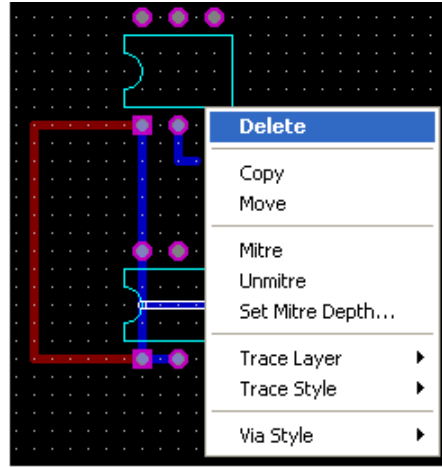 Delete
Copy
Move
Mitre
Unmitre
Set Mitre Depth...
Trace Layer
Trace Style
Via Style